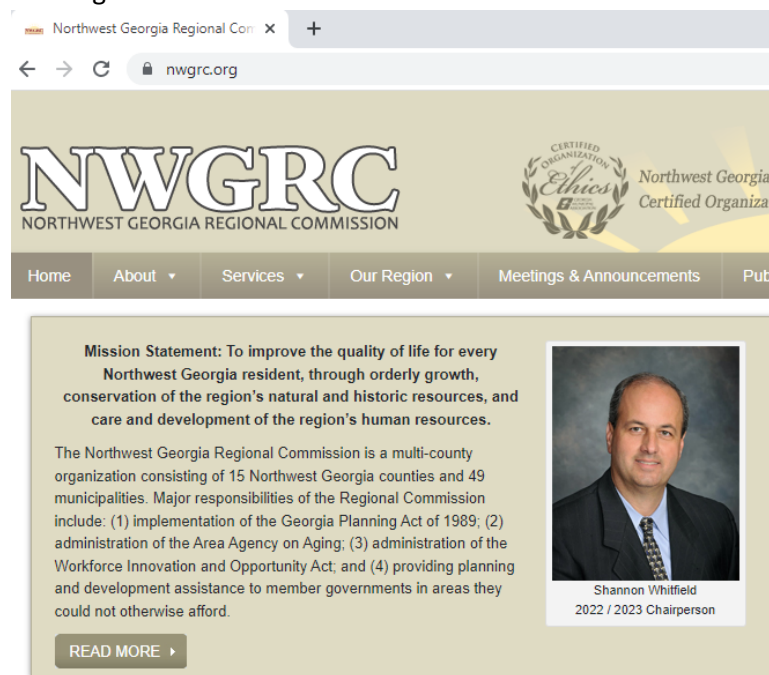 Northwest Georgia Regional Com
nwgrc.org
NWGRC
NORTHWEST GEORGIA REGIONAL COMMISSION
CERTIFIED
ORGANIZATION
of
Ethics
Northwest Georgia
Certified Organiza
Home About Services Our Region Meetings & Announcements Pub
Mission Statement: To improve the quality of life for every
Northwest Georgia resident, through orderly growth,
conservation of the region's natural and historic resources, and
care and development of the region's human resources.
The Northwest Georgia Regional Commission is a multi-county
organization consisting of 15 Northwest Georgia counties and 49
municipalities. Major responsibilities of the Regional Commission
include: (1) implementation of the Georgia Planning Act of 1989; (2)
administration of the Area Agency on Aging; (3) administration of the
Workforce Innovation and Opportunity Act; and (4) providing planning
and development assistance to member governments in areas they
could not otherwise afford.
Shannon Whitfield
2022 / 2023 Chairperson
READ MORE